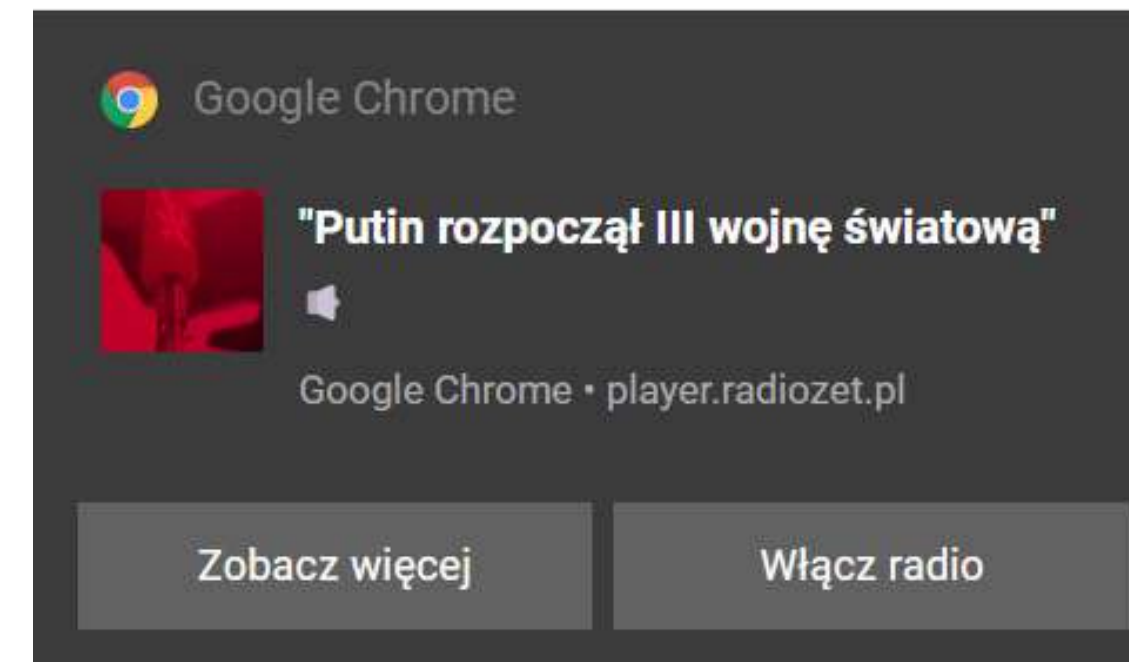 Google Chrome
"Putin rozpoczął III wojnę światową"
Google Chrome • player.radiozet.pl
Zobacz więcej
Włącz radio